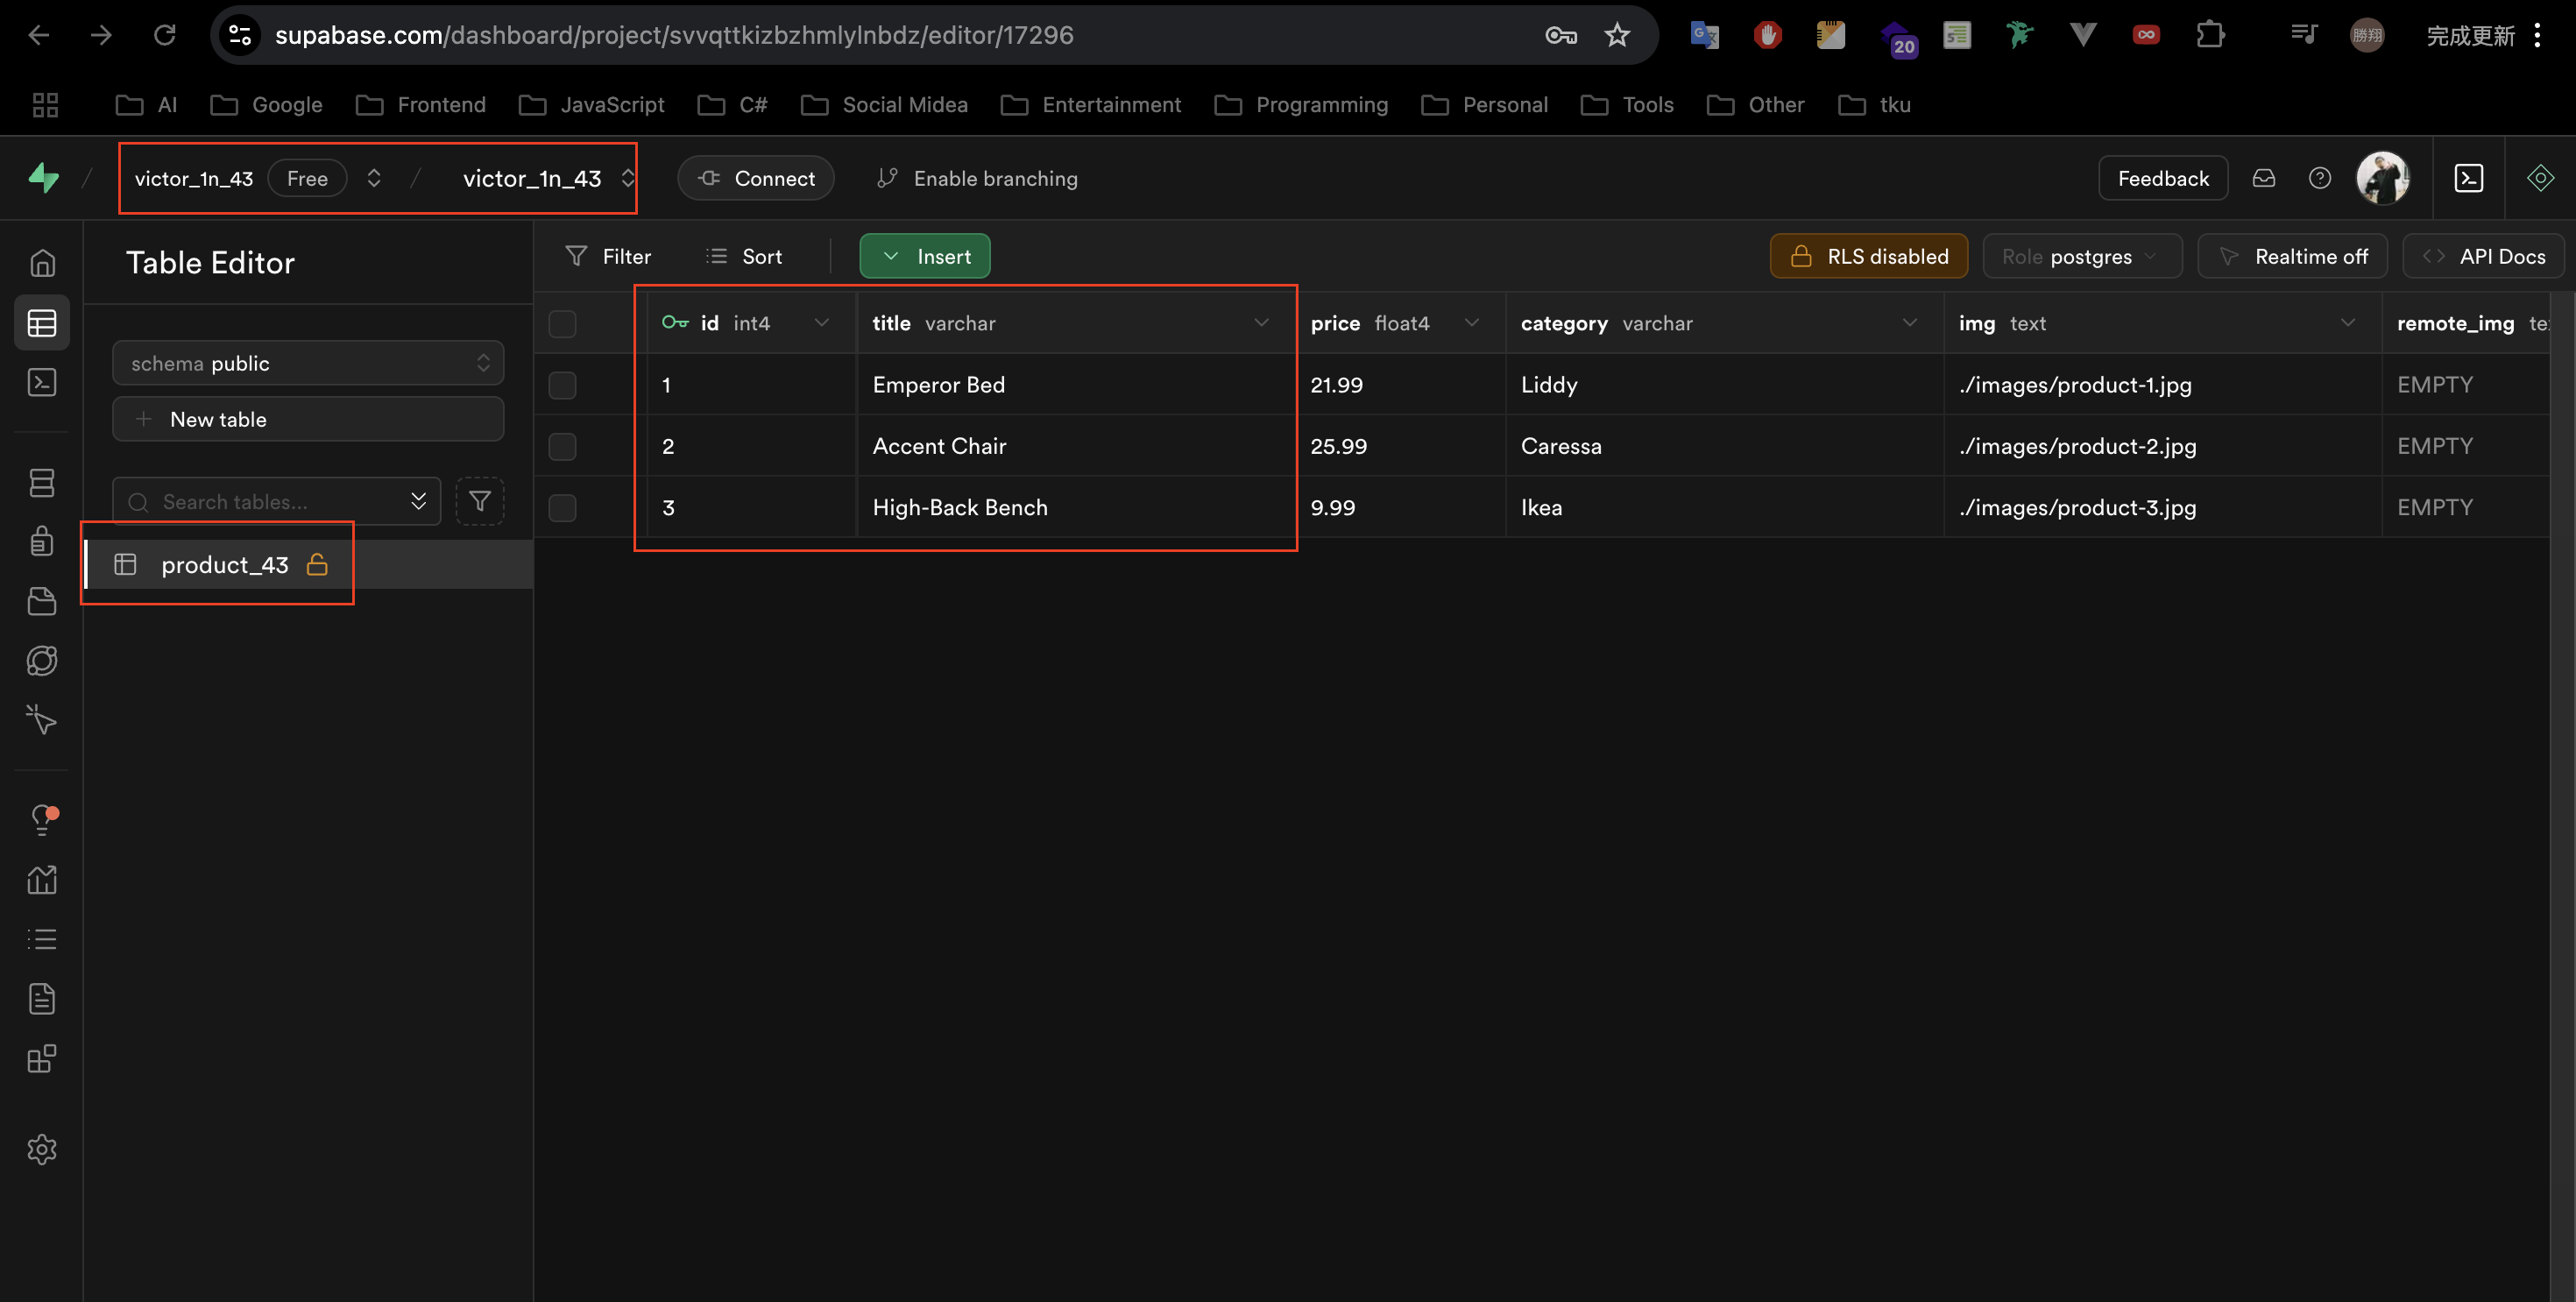 supabase.com/dashboard/project/svvqttkizbzhmlylnbdz/editor/17296
20
勝翔
完成更新
AI Google Frontend JavaScript C# Social Midea Entertainment Programming Personal Tools Other tku
/ victor_1n_43 Free / victor_1n_43 Connect Enable branching Feedback
Table Editor
Filter Sort Insert RLS disabled Role postgres Realtime off API Docs
schema public
New table
Search tables...
product_43
id int4 title varchar price float4 category varchar img text remote_img te
1 Emperor Bed 21.99 Liddy ./images/product-1.jpg EMPTY
2 Accent Chair 25.99 Caressa ./images/product-2.jpg EMPTY
3 High-Back Bench 9.99 Ikea ./images/product-3.jpg EMPTY